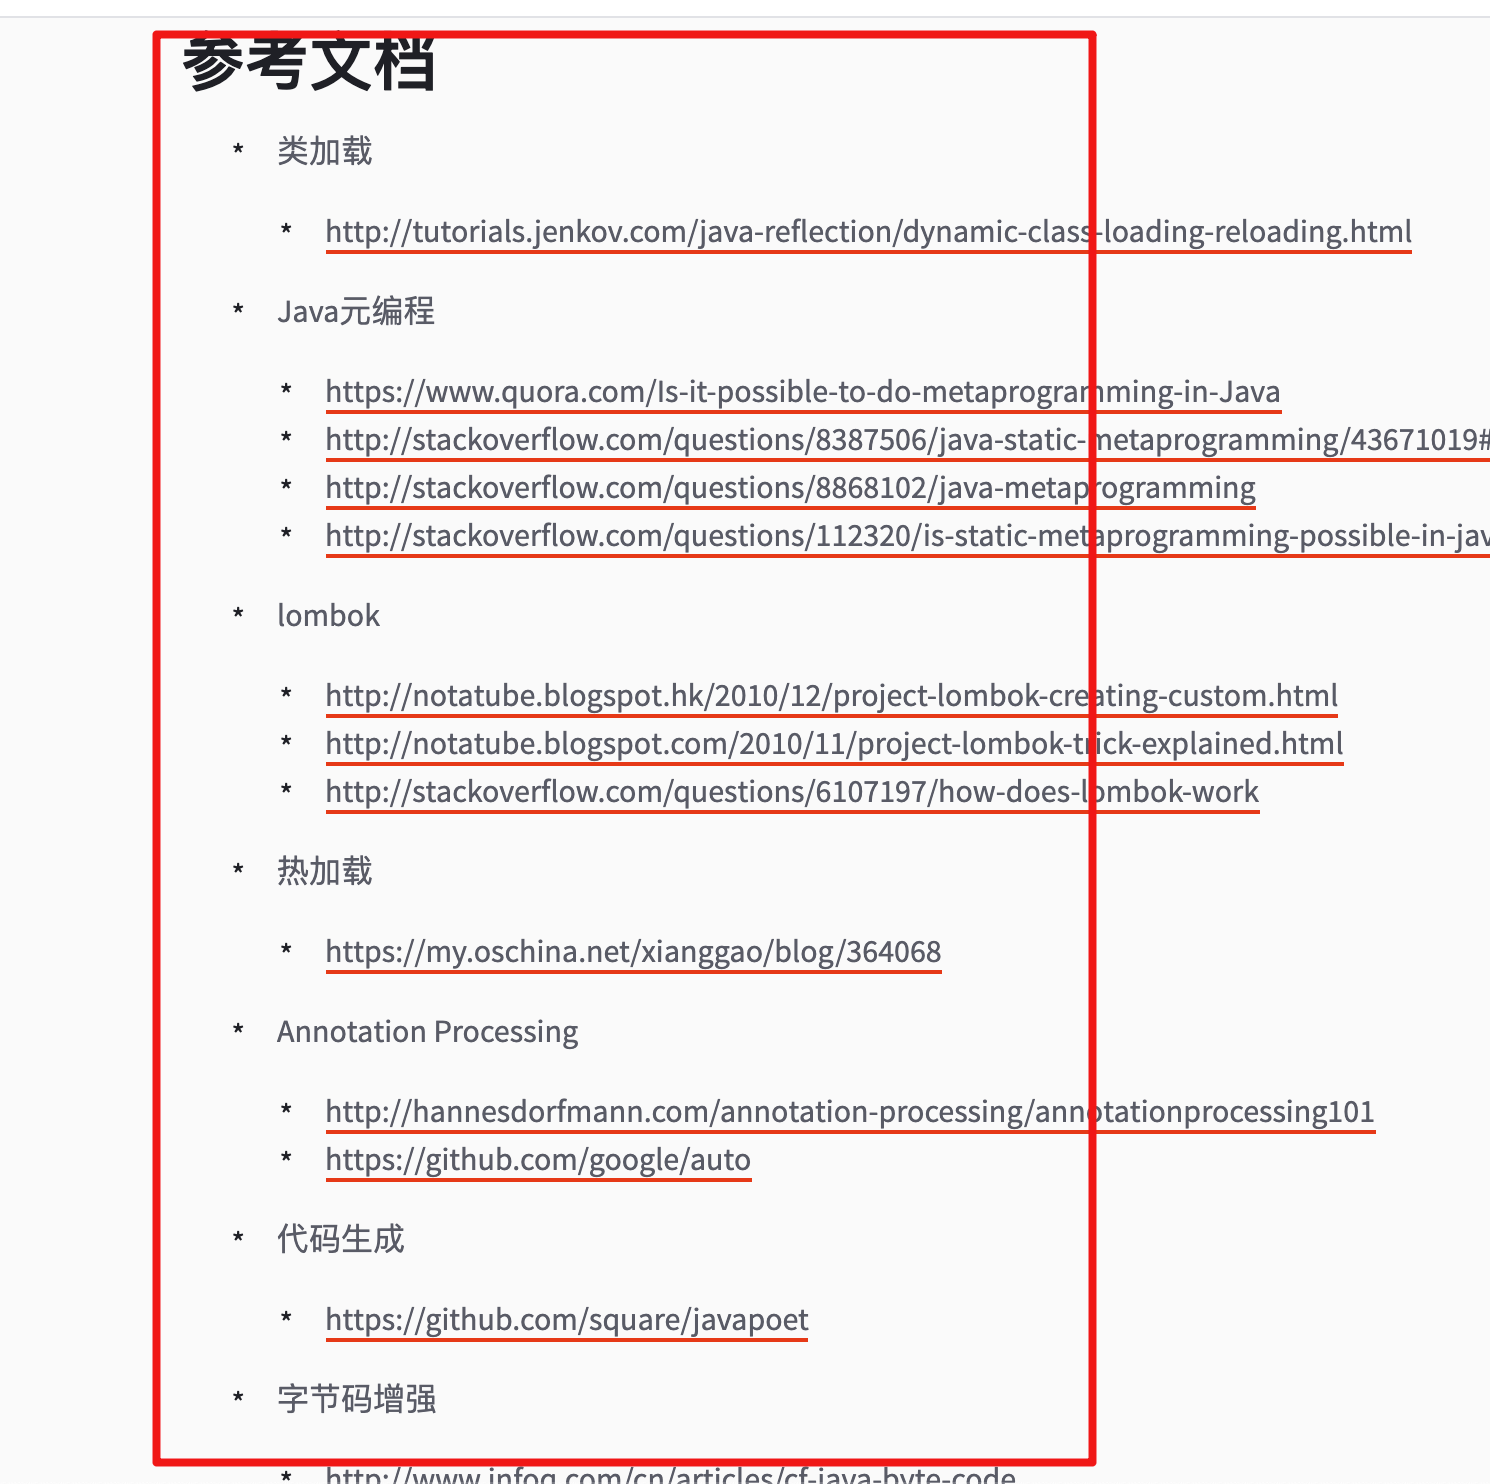 参考文档
* 类加载
* http://tutorials.jenkov.com/java-reflection/dynamic-class-loading-reloading.html
* Java元编程
* https://www.quora.com/Is-it-possible-to-do-metaprogramming-in-Java
* http://stackoverflow.com/questions/8387506/java-static-metaprogramming/43671019#
* http://stackoverflow.com/questions/8868102/java-metaprogramming
* http://stackoverflow.com/questions/112320/is-static-metaprogramming-possible-in-jav
* lombok
* http://notatube.blogspot.hk/2010/12/project-lombok-creating-custom.html
* http://notatube.blogspot.com/2010/11/project-lombok-trick-explained.html
* http://stackoverflow.com/questions/6107197/how-does-lombok-work
* 热加载
* https://my.oschina.net/xianggao/blog/364068
* Annotation Processing
* http://hannesdorfmann.com/annotation-processing/annotationprocessing101
* https://github.com/google/auto
* 代码生成
* https://github.com/square/javapoet
* 字节码增强
* http://www.infoq.com/cn/articles/cf-java-byte-code